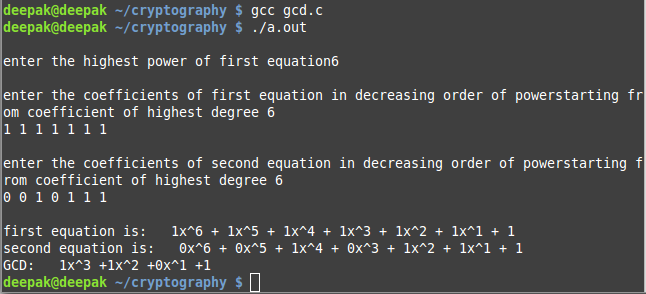 deepak@deepak ~/cryptography $ gcc gcd.c
deepak@deepak ~/cryptography $ ./a.out
enter the highest power of first equation6
enter the coefficients of first equation in decreasing order of powerstarting fr
om coefficient of highest degree 6
1 1 1 1 1 1 1
enter the coefficients of second equation in decreasing order of powerstarting f
rom coefficient of highest degree 6
0 0 1 0 1 1 1
first equation is:   1x^6 + 1x^5 + 1x^4 + 1x^3 + 1x^2 + 1x^1 + 1
second equation is:   0x^6 + 0x^5 + 1x^4 + 0x^3 + 1x^2 + 1x^1 + 1
GCD:   1x^3 +1x^2 +0x^1 +1
deepak@deepak ~/cryptography $